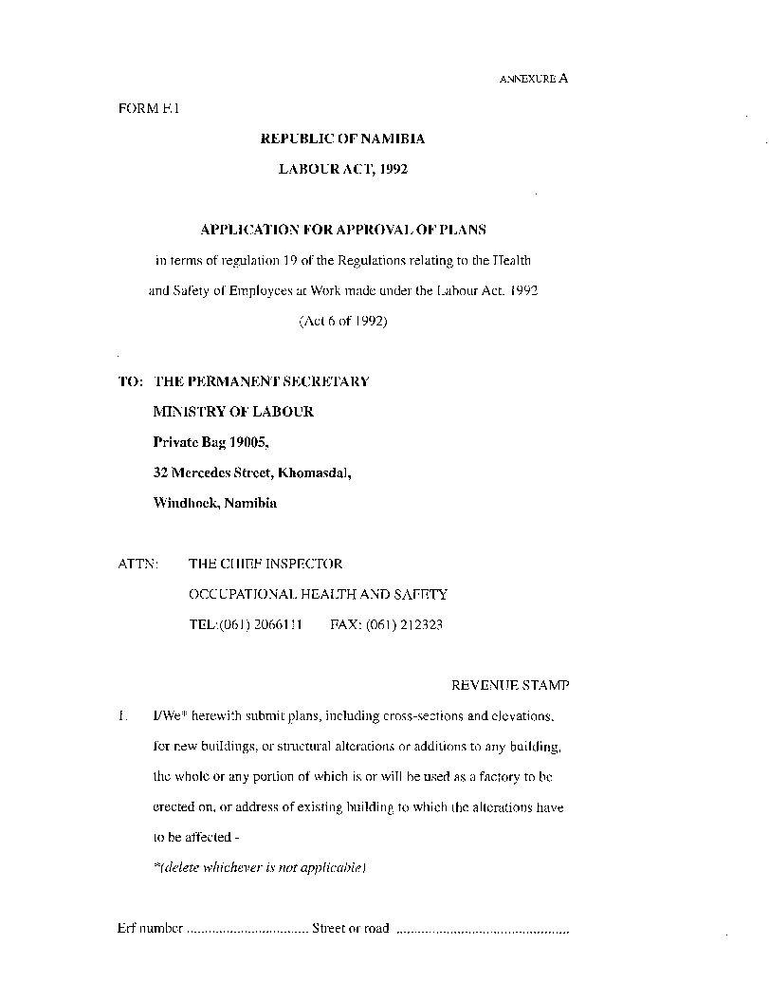 ANNEXURE A
FORM F.1
REPUBLIC OF NAMIBIA
LABOUR ACT, 1992
APPLICATION FOR APPROVAL OF PLANS
in terms of regulation 19 of the Regulations relating to the Health
and Safety of Employees at Work made under the Labour Act. 1992
(Act 6 of 1992)
TO: THE PERMANENT SECRETARY
MINISTRY OF LABOUR
Private Bag 19005,
32 Mercedes Street, Khomasdal,
Windhoek, Namibia
ATTN: THE CHIEF INSPECTOR
OCCUPATIONAL HEALTH AND SAFETY
TEL:(061) 2066111 FAX: (061) 212323
REVENUE STAMP
1. I/We* herewith submit plans, including cross-sections and elevations,
for new buildings, or structural alterations or additions to any building,
the whole or any portion of which is or will be used as a factory to be
erected on, or address of existing building to which the alterations have
to be affected -
*(delete whichever is not applicable)
Erf number .................................. Street or road ................................................